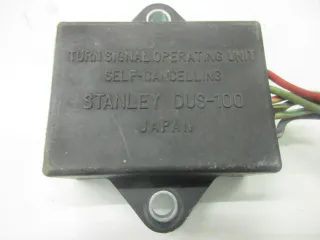 TURN SIGNAL OPERATING UNIT
SELF-CANCELLING
STANLEY DUS-100
JAPAN